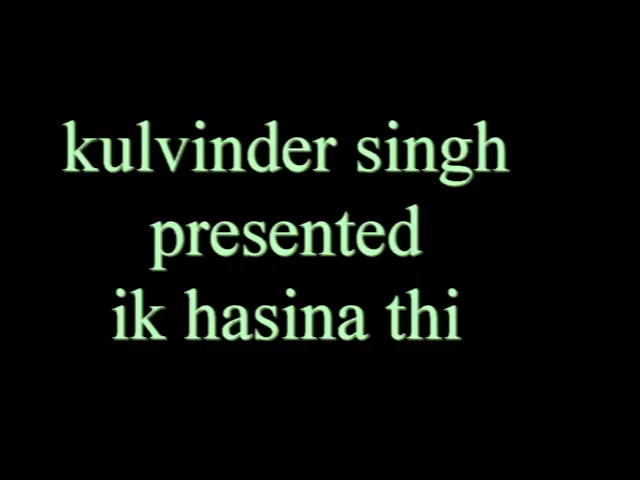 kulvinder singh
presented
ik hasina thi